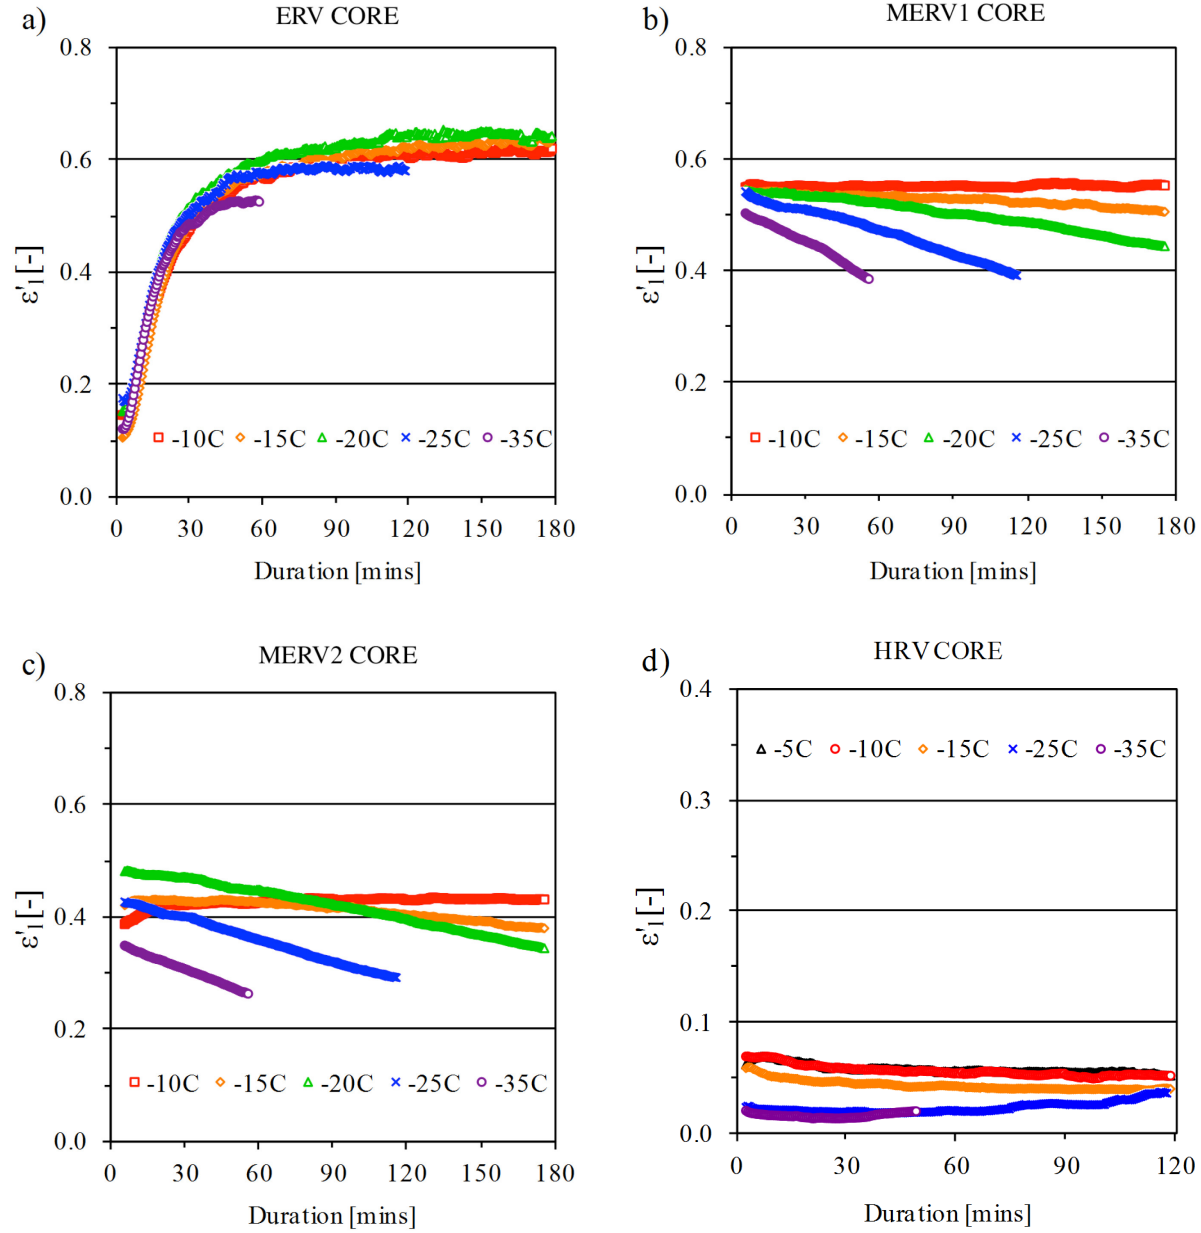 a)
ERV CORE
0.8
0.6
0.4
0.2
0.0
ε'₁ [-]
-10C -15C -20C -25C -35C
0 30 60 90 120 150 180
Duration [mins]
b)
MERV1 CORE
0.8
0.6
0.4
0.2
0.0
ε'₁ [-]
-10C -15C -20C -25C -35C
0 30 60 90 120 150 180
Duration [mins]
c)
MERV2 CORE
0.8
0.6
0.4
0.2
0.0
ε'₁ [-]
-10C -15C -20C -25C -35C
0 30 60 90 120 150 180
Duration [mins]
d)
HRV CORE
0.4
0.3
0.2
0.1
0.0
ε'₁ [-]
-5C -10C -15C -25C -35C
0 30 60 90 120
Duration [mins]